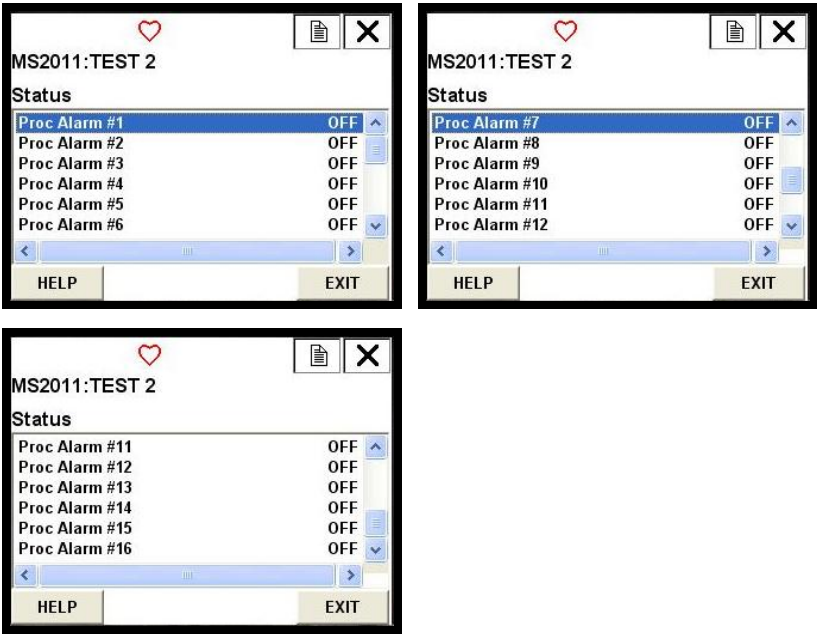 MS2011:TEST 2
Status
Proc Alarm #1 OFF
Proc Alarm #2 OFF
Proc Alarm #3 OFF
Proc Alarm #4 OFF
Proc Alarm #5 OFF
Proc Alarm #6 OFF
HELP EXIT
MS2011:TEST 2
Status
Proc Alarm #7 OFF
Proc Alarm #8 OFF
Proc Alarm #9 OFF
Proc Alarm #10 OFF
Proc Alarm #11 OFF
Proc Alarm #12 OFF
HELP EXIT
MS2011:TEST 2
Status
Proc Alarm #11 OFF
Proc Alarm #12 OFF
Proc Alarm #13 OFF
Proc Alarm #14 OFF
Proc Alarm #15 OFF
Proc Alarm #16 OFF
HELP EXIT